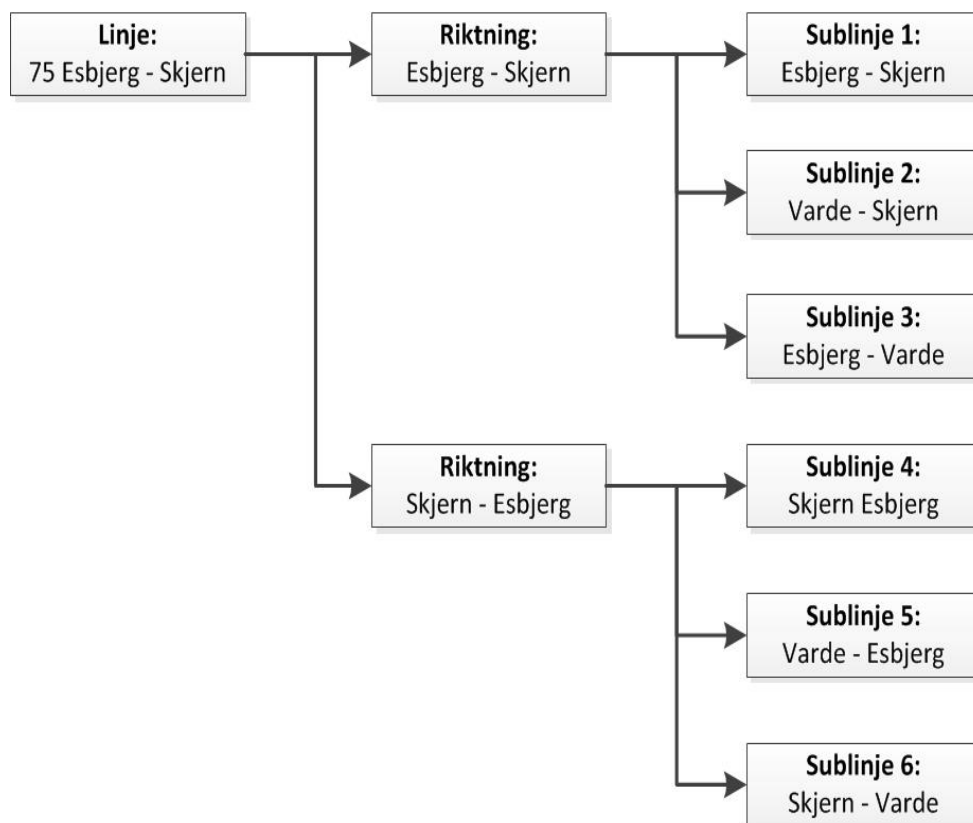 Linje:
75 Esbjerg - Skjern
Riktning:
Esbjerg - Skjern
Sublinje 1:
Esbjerg - Skjern
Sublinje 2:
Varde - Skjern
Sublinje 3:
Esbjerg - Varde
Riktning:
Skjern - Esbjerg
Sublinje 4:
Skjern Esbjerg
Sublinje 5:
Varde - Esbjerg
Sublinje 6:
Skjern - Varde